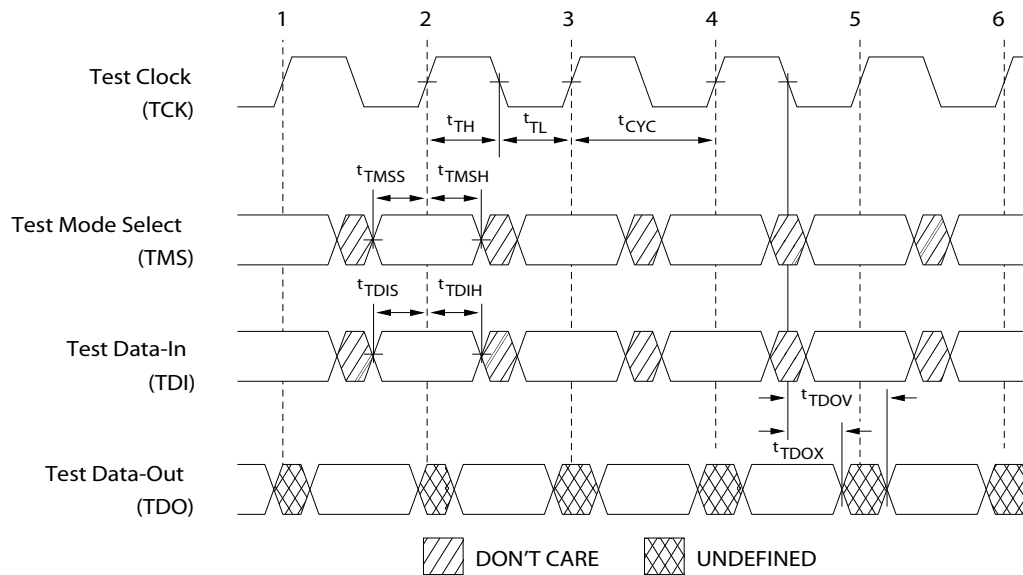 1 2 3 4 5 6
Test Clock
(TCK)
tTH tTL tCYC
tTMSS tTMSH
Test Mode Select
(TMS)
tTDIS tTDIH
Test Data-In
(TDI)
tTDOV
tTDOX
Test Data-Out
(TDO)
DON'T CARE UNDEFINED